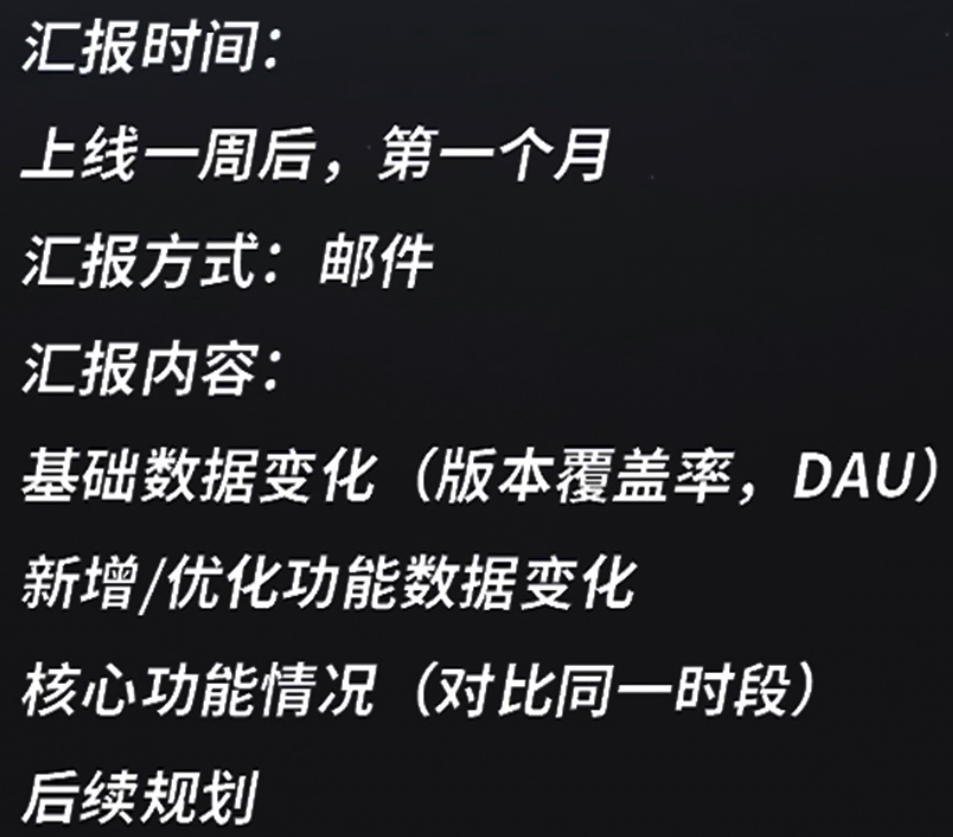 汇报时间：
上线一周后，第一个月
汇报方式：邮件
汇报内容：
基础数据变化（版本覆盖率，DAU）
新增/优化功能数据变化
核心功能情况（对比同一时段）
后续规划